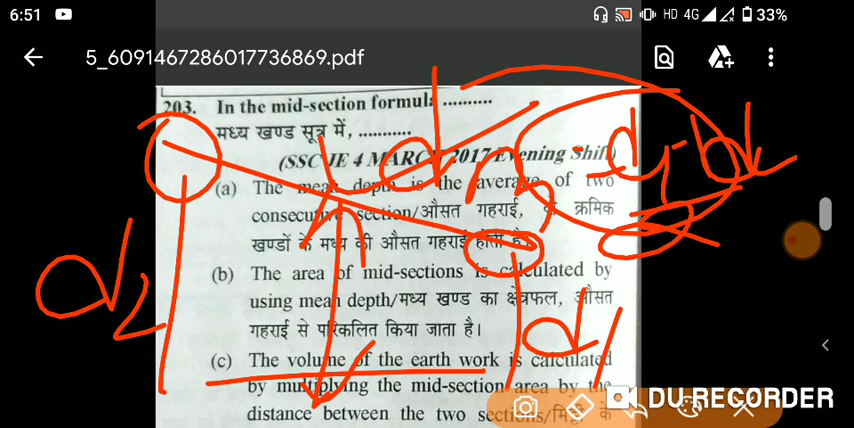 6:51 HD 4G 33%
5_6091467286017736869.pdf
203. In the mid-section formula ..........
मध्य खण्ड सूत्र में, ...........
(SSC JE 4 MARCH 2017 Evening Shift)
(a) The mean depth is the average of two
consecutive section/औसत गहराई, दो क्रमिक
खण्डों के मध्य की औसत गहराई होती है।
(b) The area of mid-sections is calculated by
using mean depth/मध्य खण्ड का क्षेत्रफल, औसत
गहराई से परिकलित किया जाता है।
(c) The volume of the earth work is calculated
by multiplying the mid-section area by the
distance between the two sections/मिट्टी के
d2
d1
DU RECORDER